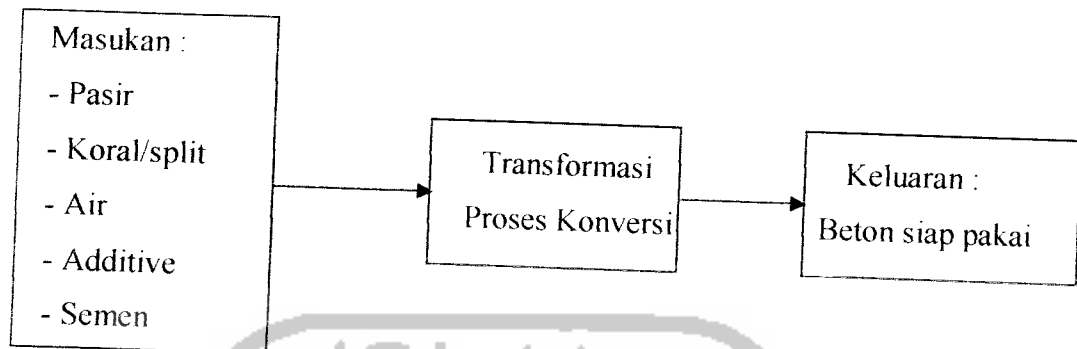 Masukan :
- Pasir
- Koral/split
- Air
- Additive
- Semen
Transformasi
Proses Konversi
Keluaran :
Beton siap pakai